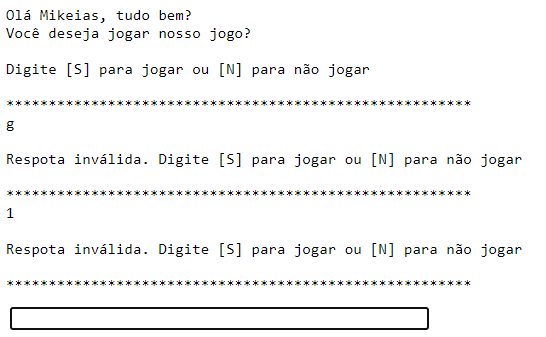 Olá Mikeias, tudo bem?
Você deseja jogar nosso jogo?
Digite [S] para jogar ou [N] para não jogar
*******************************************************
g
Respota inválida. Digite [S] para jogar ou [N] para não jogar
*******************************************************
1
Respota inválida. Digite [S] para jogar ou [N] para não jogar
*******************************************************